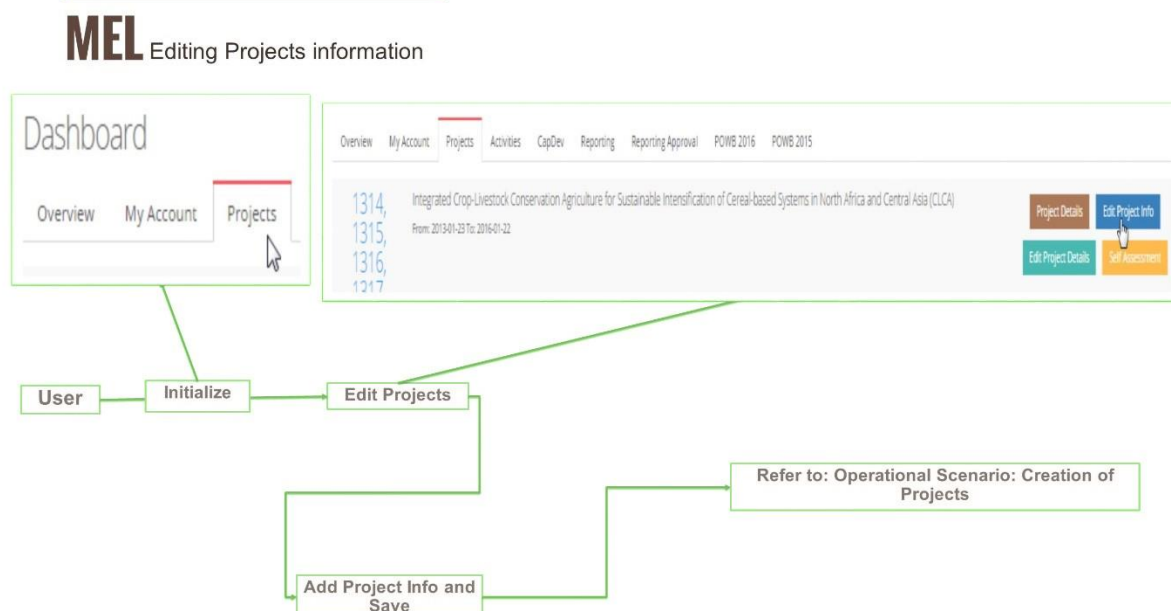 MEL Editing Projects information
Dashboard
Overview My Account Projects
Overview My Account Projects Activities CapDev Reporting Reporting Approval POWB 2016 POWB 2015
1314,
1315,
1316,
1317
Integrated Crop-Livestock Conservation Agriculture for Sustainable Intensification of Cereal-based Systems in North Africa and Central Asia (CLCA)
From: 2013-01-23 To: 2016-01-22
Project Details Edit Project Info
Edit Project Details Self Assessment
User
Initialize
Edit Projects
Refer to: Operational Scenario: Creation of
Projects
Add Project Info and
Save